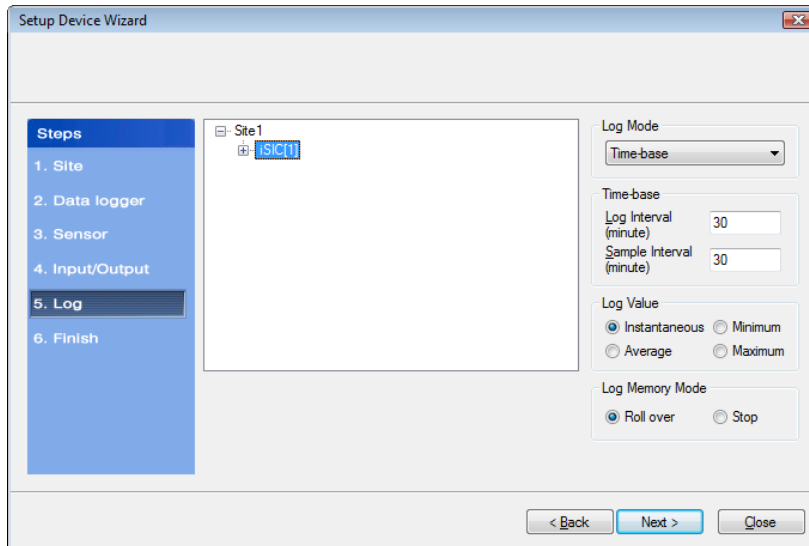 Setup Device Wizard
Steps
1. Site
2. Data logger
3. Sensor
4. Input/Output
5. Log
6. Finish
Site1
iSIC[1]
Log Mode
Time-base
Time-base
Log Interval
(minute)
30
Sample Interval
(minute)
30
Log Value
Instantaneous Minimum
Average Maximum
Log Memory Mode
Roll over Stop
< Back Next > Close